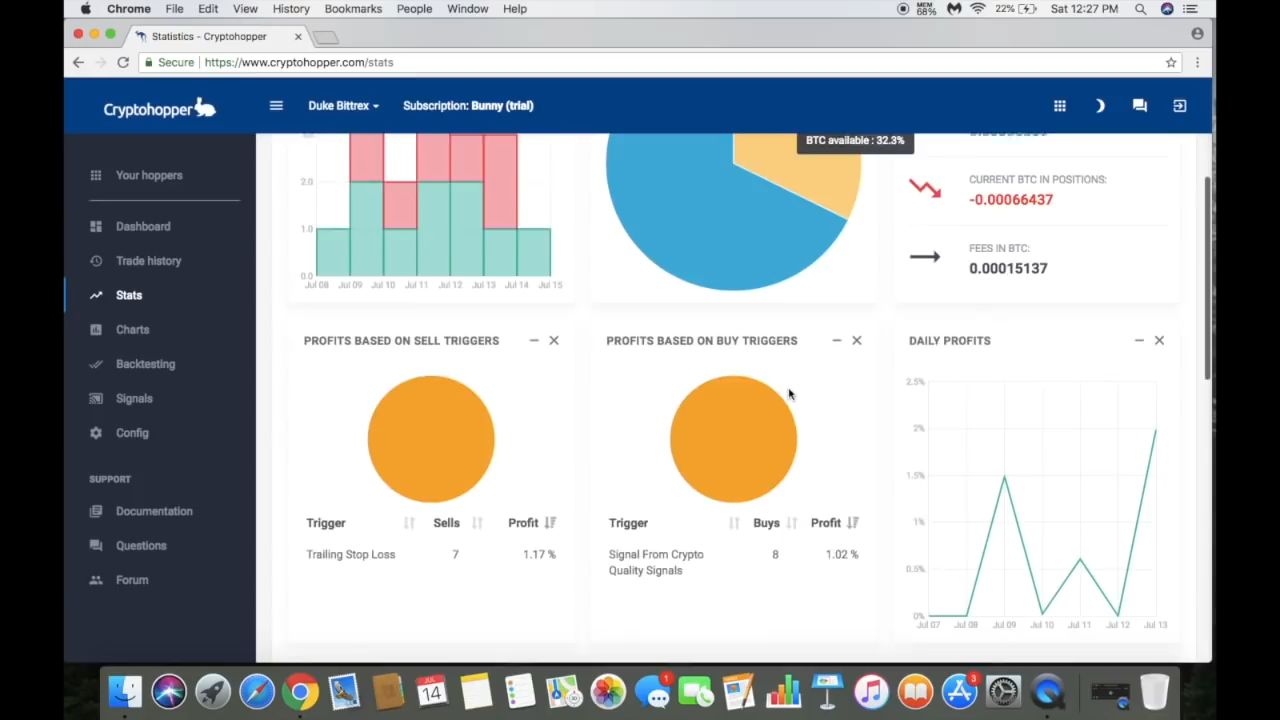 Chrome File Edit View History Bookmarks People Window Help MEM 68% 22% Sat 12:27 PM
Statistics - Cryptohopper
Secure https://www.cryptohopper.com/stats
Cryptohopper Duke Bittrex Subscription: Bunny (trial)
Your hoppers
Dashboard
Trade history
Stats
Charts
Backtesting
Signals
Config
SUPPORT
Documentation
Questions
Forum
2.0
1.0
0.0
Jul 08 Jul 09 Jul 10 Jul 11 Jul 12 Jul 13 Jul 14 Jul 15
BTC available : 32.3%
CURRENT BTC IN POSITIONS:
-0.00066437
FEES IN BTC:
0.00015137
PROFITS BASED ON SELL TRIGGERS
Trigger Sells Profit
Trailing Stop Loss 7 1.17 %
PROFITS BASED ON BUY TRIGGERS
Trigger Buys Profit
Signal From Crypto 8 1.02 %
Quality Signals
DAILY PROFITS
2.5%
2%
1.5%
1%
0.5%
0%
Jul 07 Jul 08 Jul 09 Jul 10 Jul 11 Jul 12 Jul 13
JUL
14
1
3